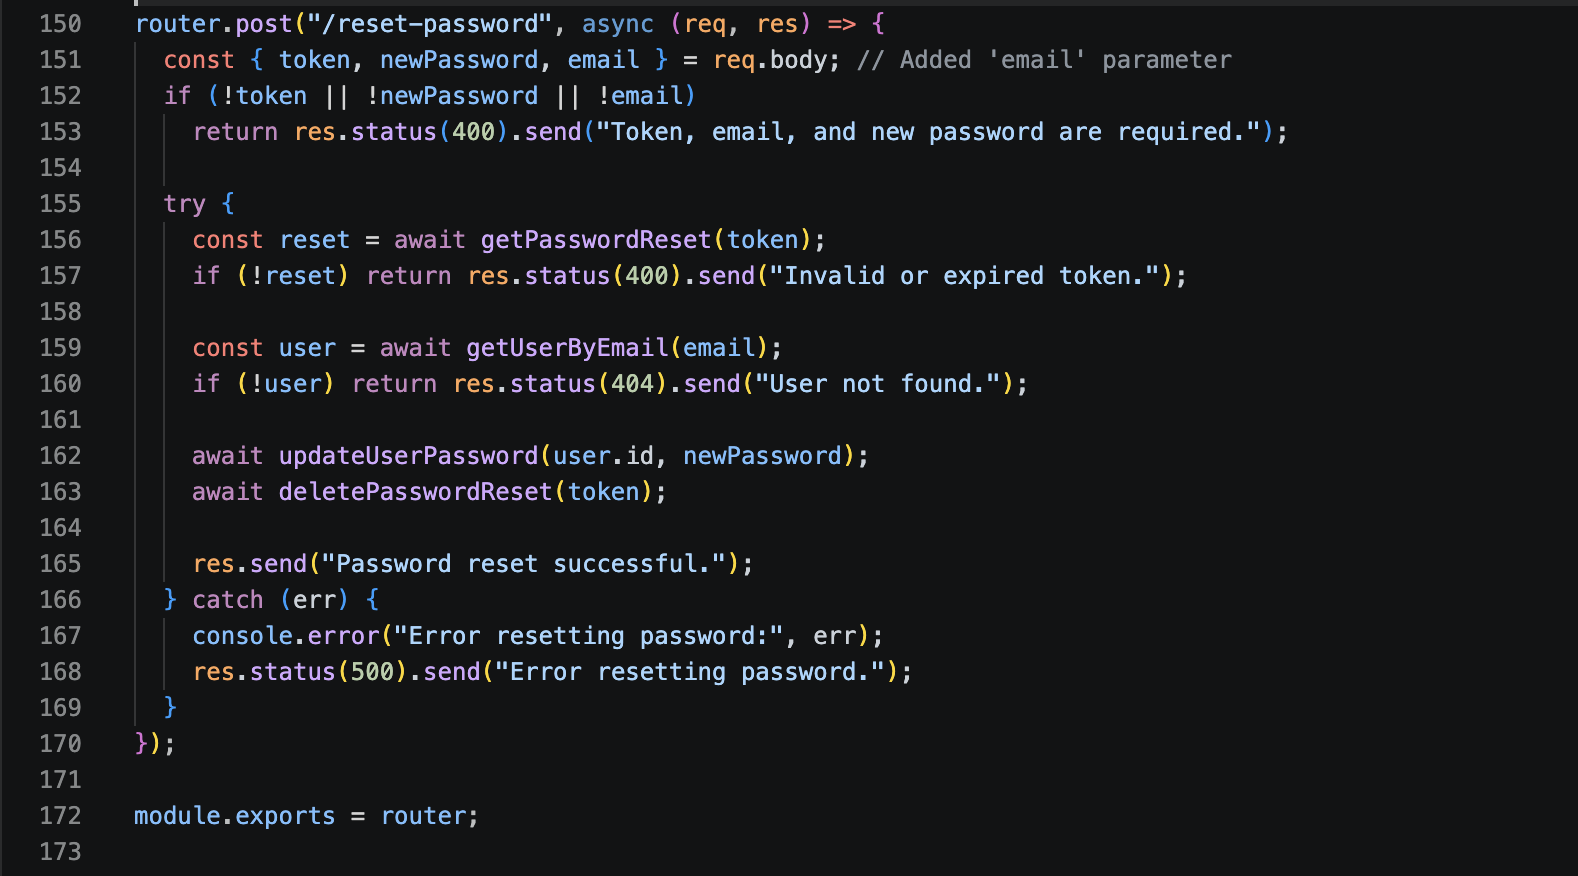 150 router.post("/reset-password", async (req, res) => {
151   const { token, newPassword, email } = req.body; // Added 'email' parameter
152   if (!token || !newPassword || !email)
153     return res.status(400).send("Token, email, and new password are required.");
154
155   try {
156     const reset = await getPasswordReset(token);
157     if (!reset) return res.status(400).send("Invalid or expired token.");
158
159     const user = await getUserByEmail(email);
160     if (!user) return res.status(404).send("User not found.");
161
162     await updateUserPassword(user.id, newPassword);
163     await deletePasswordReset(token);
164
165     res.send("Password reset successful.");
166   } catch (err) {
167     console.error("Error resetting password:", err);
168     res.status(500).send("Error resetting password.");
169   }
170 });
171
172 module.exports = router;
173